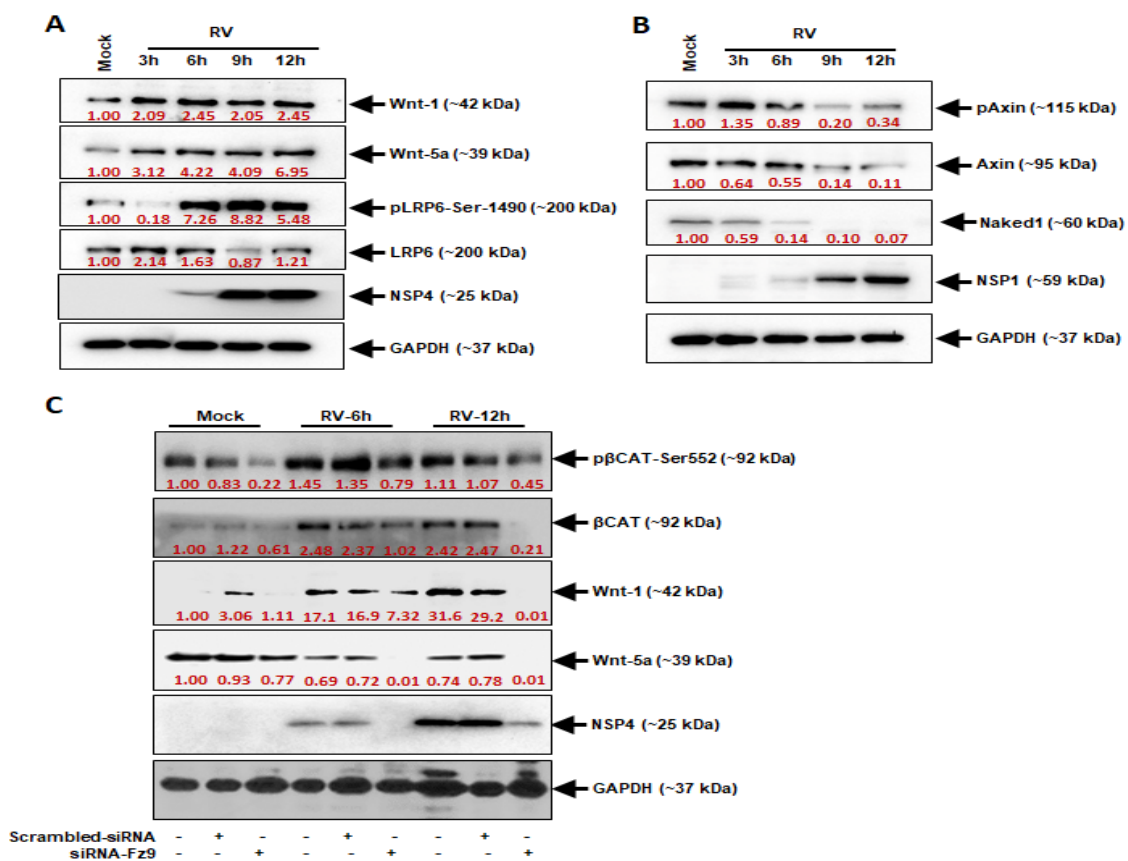 A
RV
Mock 3h 6h 9h 12h
Wnt-1 (~42 kDa)
1.00 2.09 2.45 2.05 2.45
Wnt-5a (~39 kDa)
1.00 3.12 4.22 4.09 6.95
pLRP6-Ser-1490 (~200 kDa)
1.00 0.18 7.26 8.82 5.48
LRP6 (~200 kDa)
1.00 2.14 1.63 0.87 1.21
NSP4 (~25 kDa)
GAPDH (~37 kDa)
B
RV
Mock 3h 6h 9h 12h
pAxin (~115 kDa)
1.00 1.35 0.89 0.20 0.34
Axin (~95 kDa)
1.00 0.64 0.55 0.14 0.11
Naked1 (~60 kDa)
1.00 0.59 0.14 0.10 0.07
NSP1 (~59 kDa)
GAPDH (~37 kDa)
C
Mock RV-6h RV-12h
pβCAT-Ser552 (~92 kDa)
1.00 0.83 0.22 1.45 1.35 0.79 1.11 1.07 0.45
βCAT (~92 kDa)
1.00 1.22 0.61 2.48 2.37 1.02 2.42 2.47 0.21
Wnt-1 (~42 kDa)
1.00 3.06 1.11 17.1 16.9 7.32 31.6 29.2 0.01
Wnt-5a (~39 kDa)
1.00 0.93 0.77 0.69 0.72 0.01 0.74 0.78 0.01
NSP4 (~25 kDa)
GAPDH (~37 kDa)
Scrambled-siRNA - + - - + - - + -
siRNA-Fz9 - - + - - + - - +